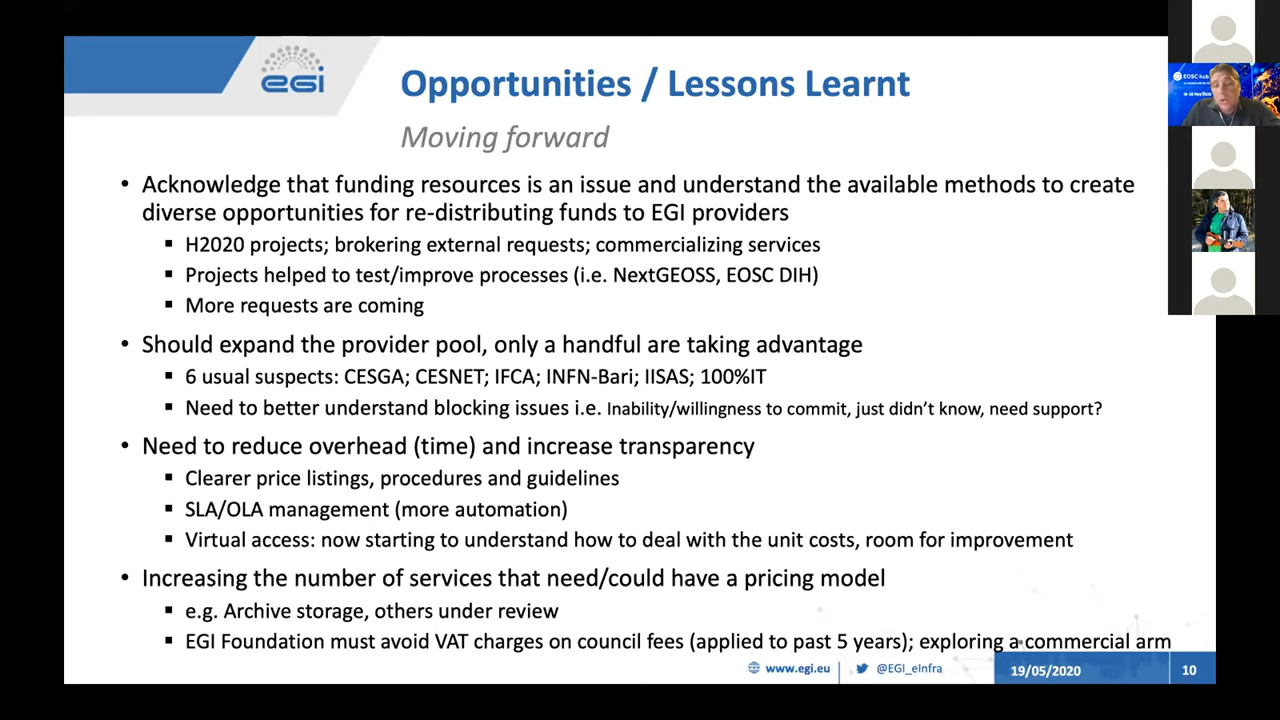 EGI
Opportunities / Lessons Learnt
Moving forward
• Acknowledge that funding resources is an issue and understand the available methods to create
diverse opportunities for re-distributing funds to EGI providers
▪ H2020 projects; brokering external requests; commercializing services
▪ Projects helped to test/improve processes (i.e. NextGEOSS, EOSC DIH)
▪ More requests are coming
• Should expand the provider pool, only a handful are taking advantage
▪ 6 usual suspects: CESGA; CESNET; IFCA; INFN-Bari; IISAS; 100%IT
▪ Need to better understand blocking issues i.e. Inability/willingness to commit, just didn’t know, need support?
• Need to reduce overhead (time) and increase transparency
▪ Clearer price listings, procedures and guidelines
▪ SLA/OLA management (more automation)
▪ Virtual access: now starting to understand how to deal with the unit costs, room for improvement
• Increasing the number of services that need/could have a pricing model
▪ e.g. Archive storage, others under review
▪ EGI Foundation must avoid VAT charges on council fees (applied to past 5 years); exploring a commercial arm
www.egi.eu
@EGI_eInfra
19/05/2020
10
EOSC-hub